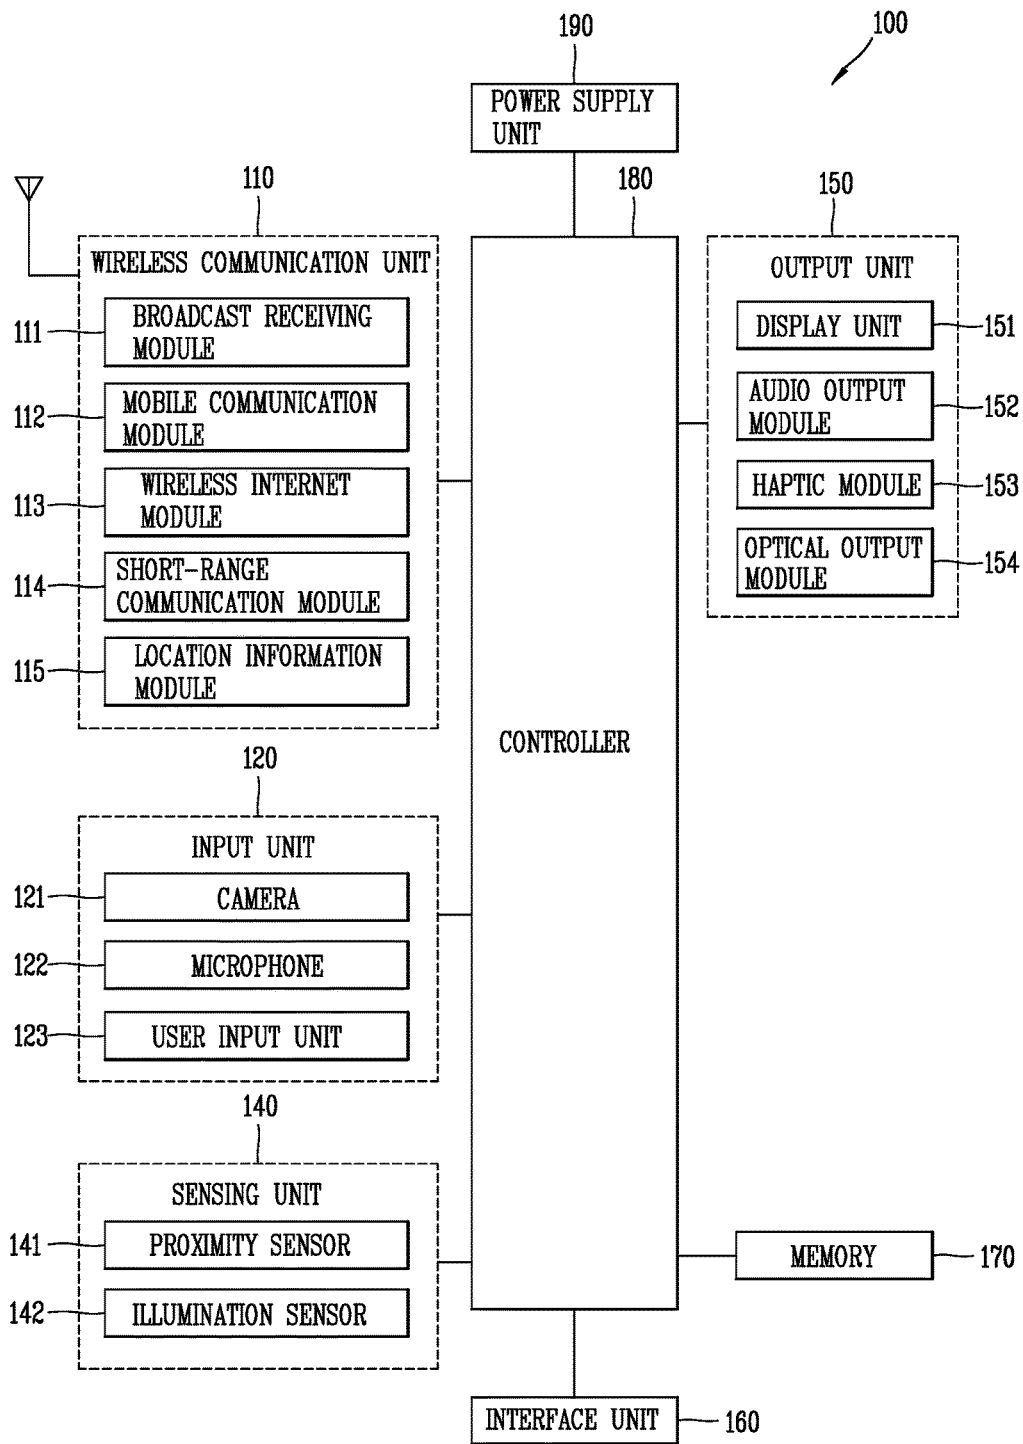 190
100
POWER SUPPLY
UNIT
110
180
150
WIRELESS COMMUNICATION UNIT
111
BROADCAST RECEIVING
MODULE
112
MOBILE COMMUNICATION
MODULE
113
WIRELESS INTERNET
MODULE
114
SHORT-RANGE
COMMUNICATION MODULE
115
LOCATION INFORMATION
MODULE
OUTPUT UNIT
DISPLAY UNIT
151
AUDIO OUTPUT
MODULE
152
HAPTIC MODULE
153
OPTICAL OUTPUT
MODULE
154
CONTROLLER
120
INPUT UNIT
121
CAMERA
122
MICROPHONE
123
USER INPUT UNIT
140
SENSING UNIT
141
PROXIMITY SENSOR
142
ILLUMINATION SENSOR
MEMORY
170
INTERFACE UNIT
160